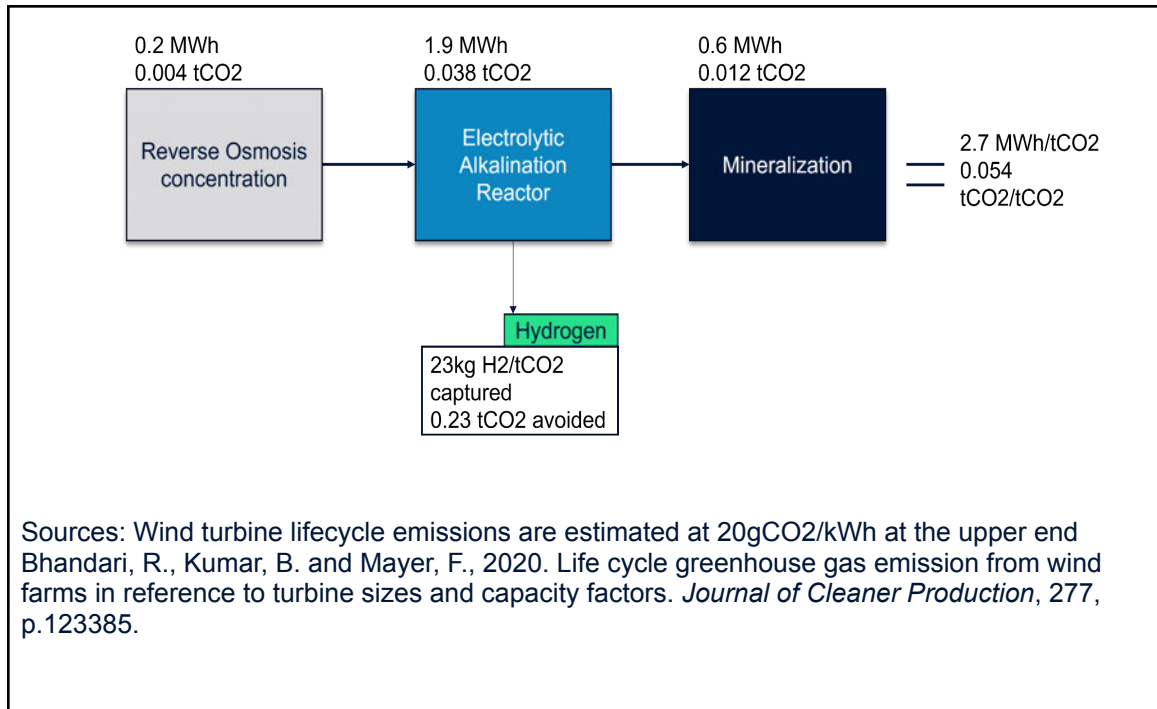 0.2 MWh
0.004 tCO2
1.9 MWh
0.038 tCO2
0.6 MWh
0.012 tCO2
Reverse Osmosis
concentration
Electrolytic
Alkalination
Reactor
Mineralization
2.7 MWh/tCO2
0.054
tCO2/tCO2
Hydrogen
23kg H2/tCO2
captured
0.23 tCO2 avoided
Sources: Wind turbine lifecycle emissions are estimated at 20gCO2/kWh at the upper end
Bhandari, R., Kumar, B. and Mayer, F., 2020. Life cycle greenhouse gas emission from wind
farms in reference to turbine sizes and capacity factors. Journal of Cleaner Production, 277,
p.123385.